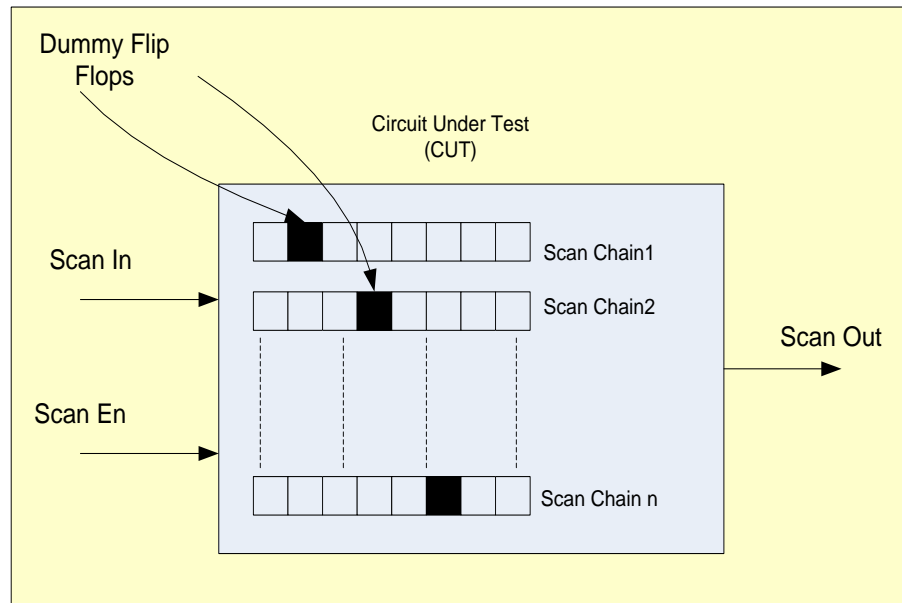 Dummy Flip
Flops
Circuit Under Test
(CUT)
Scan Chain1
Scan In
Scan Chain2
Scan Out
Scan En
Scan Chain n